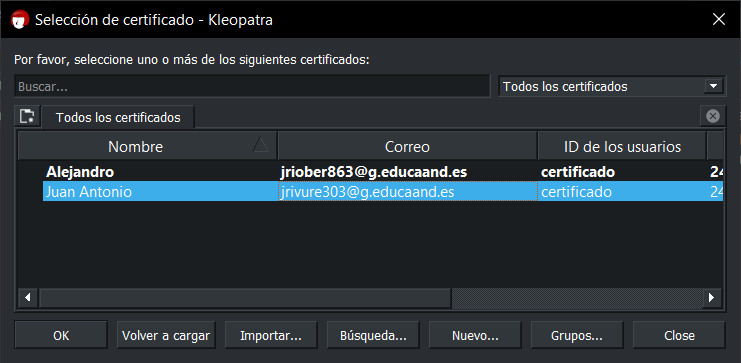 Selección de certificado - Kleopatra
Por favor, seleccione uno o más de los siguientes certificados:
Buscar... Todos los certificados
Todos los certificados
Nombre Correo ID de los usuarios
Alejandro jriober863@g.educaand.es certificado 24
Juan Antonio jrivure303@g.educaand.es certificado 24
OK Volver a cargar Importar... Búsqueda... Nuevo... Grupos... Close